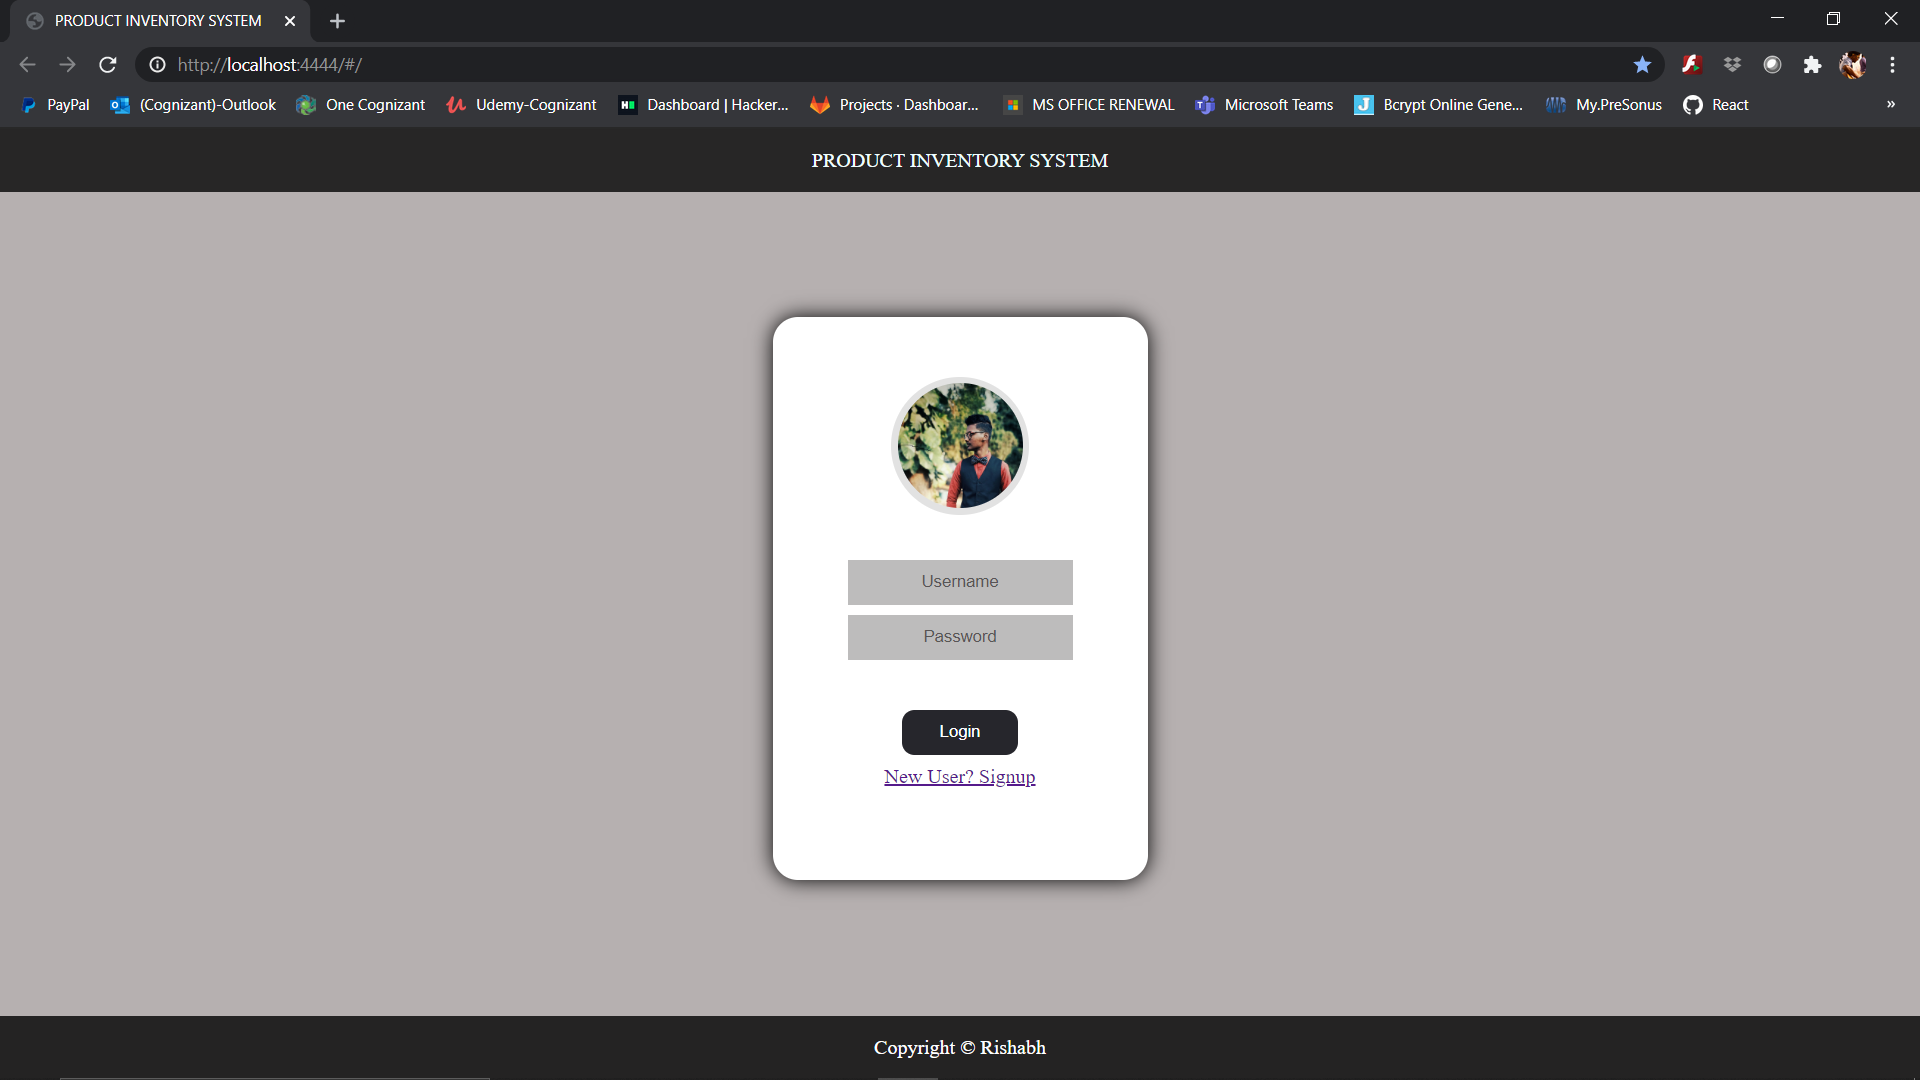 PRODUCT INVENTORY SYSTEM
http://localhost:4444/#/
PayPal (Cognizant)-Outlook One Cognizant Udemy-Cognizant Dashboard | Hacker... Projects · Dashboar... MS OFFICE RENEWAL Microsoft Teams Bcrypt Online Gene... My.PreSonus React »
PRODUCT INVENTORY SYSTEM
Username
Password
Login
New User? Signup
Copyright © Rishabh